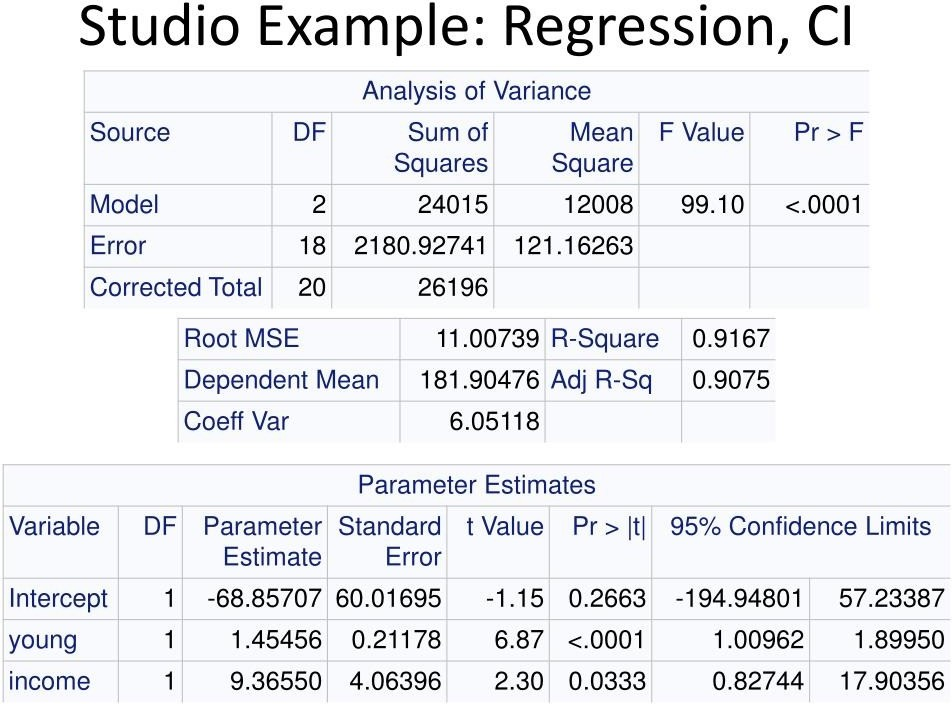 Studio Example: Regression, CI
Analysis of Variance
Source DF Sum of Squares Mean Square F Value Pr > F
Model 2 24015 12008 99.10 <.0001
Error 18 2180.92741 121.16263
Corrected Total 20 26196
Root MSE 11.00739 R-Square 0.9167
Dependent Mean 181.90476 Adj R-Sq 0.9075
Coeff Var 6.05118
Parameter Estimates
Variable DF Parameter Estimate Standard Error t Value Pr > |t| 95% Confidence Limits
Intercept 1 -68.85707 60.01695 -1.15 0.2663 -194.94801 57.23387
young 1 1.45456 0.21178 6.87 <.0001 1.00962 1.89950
income 1 9.36550 4.06396 2.30 0.0333 0.82744 17.90356